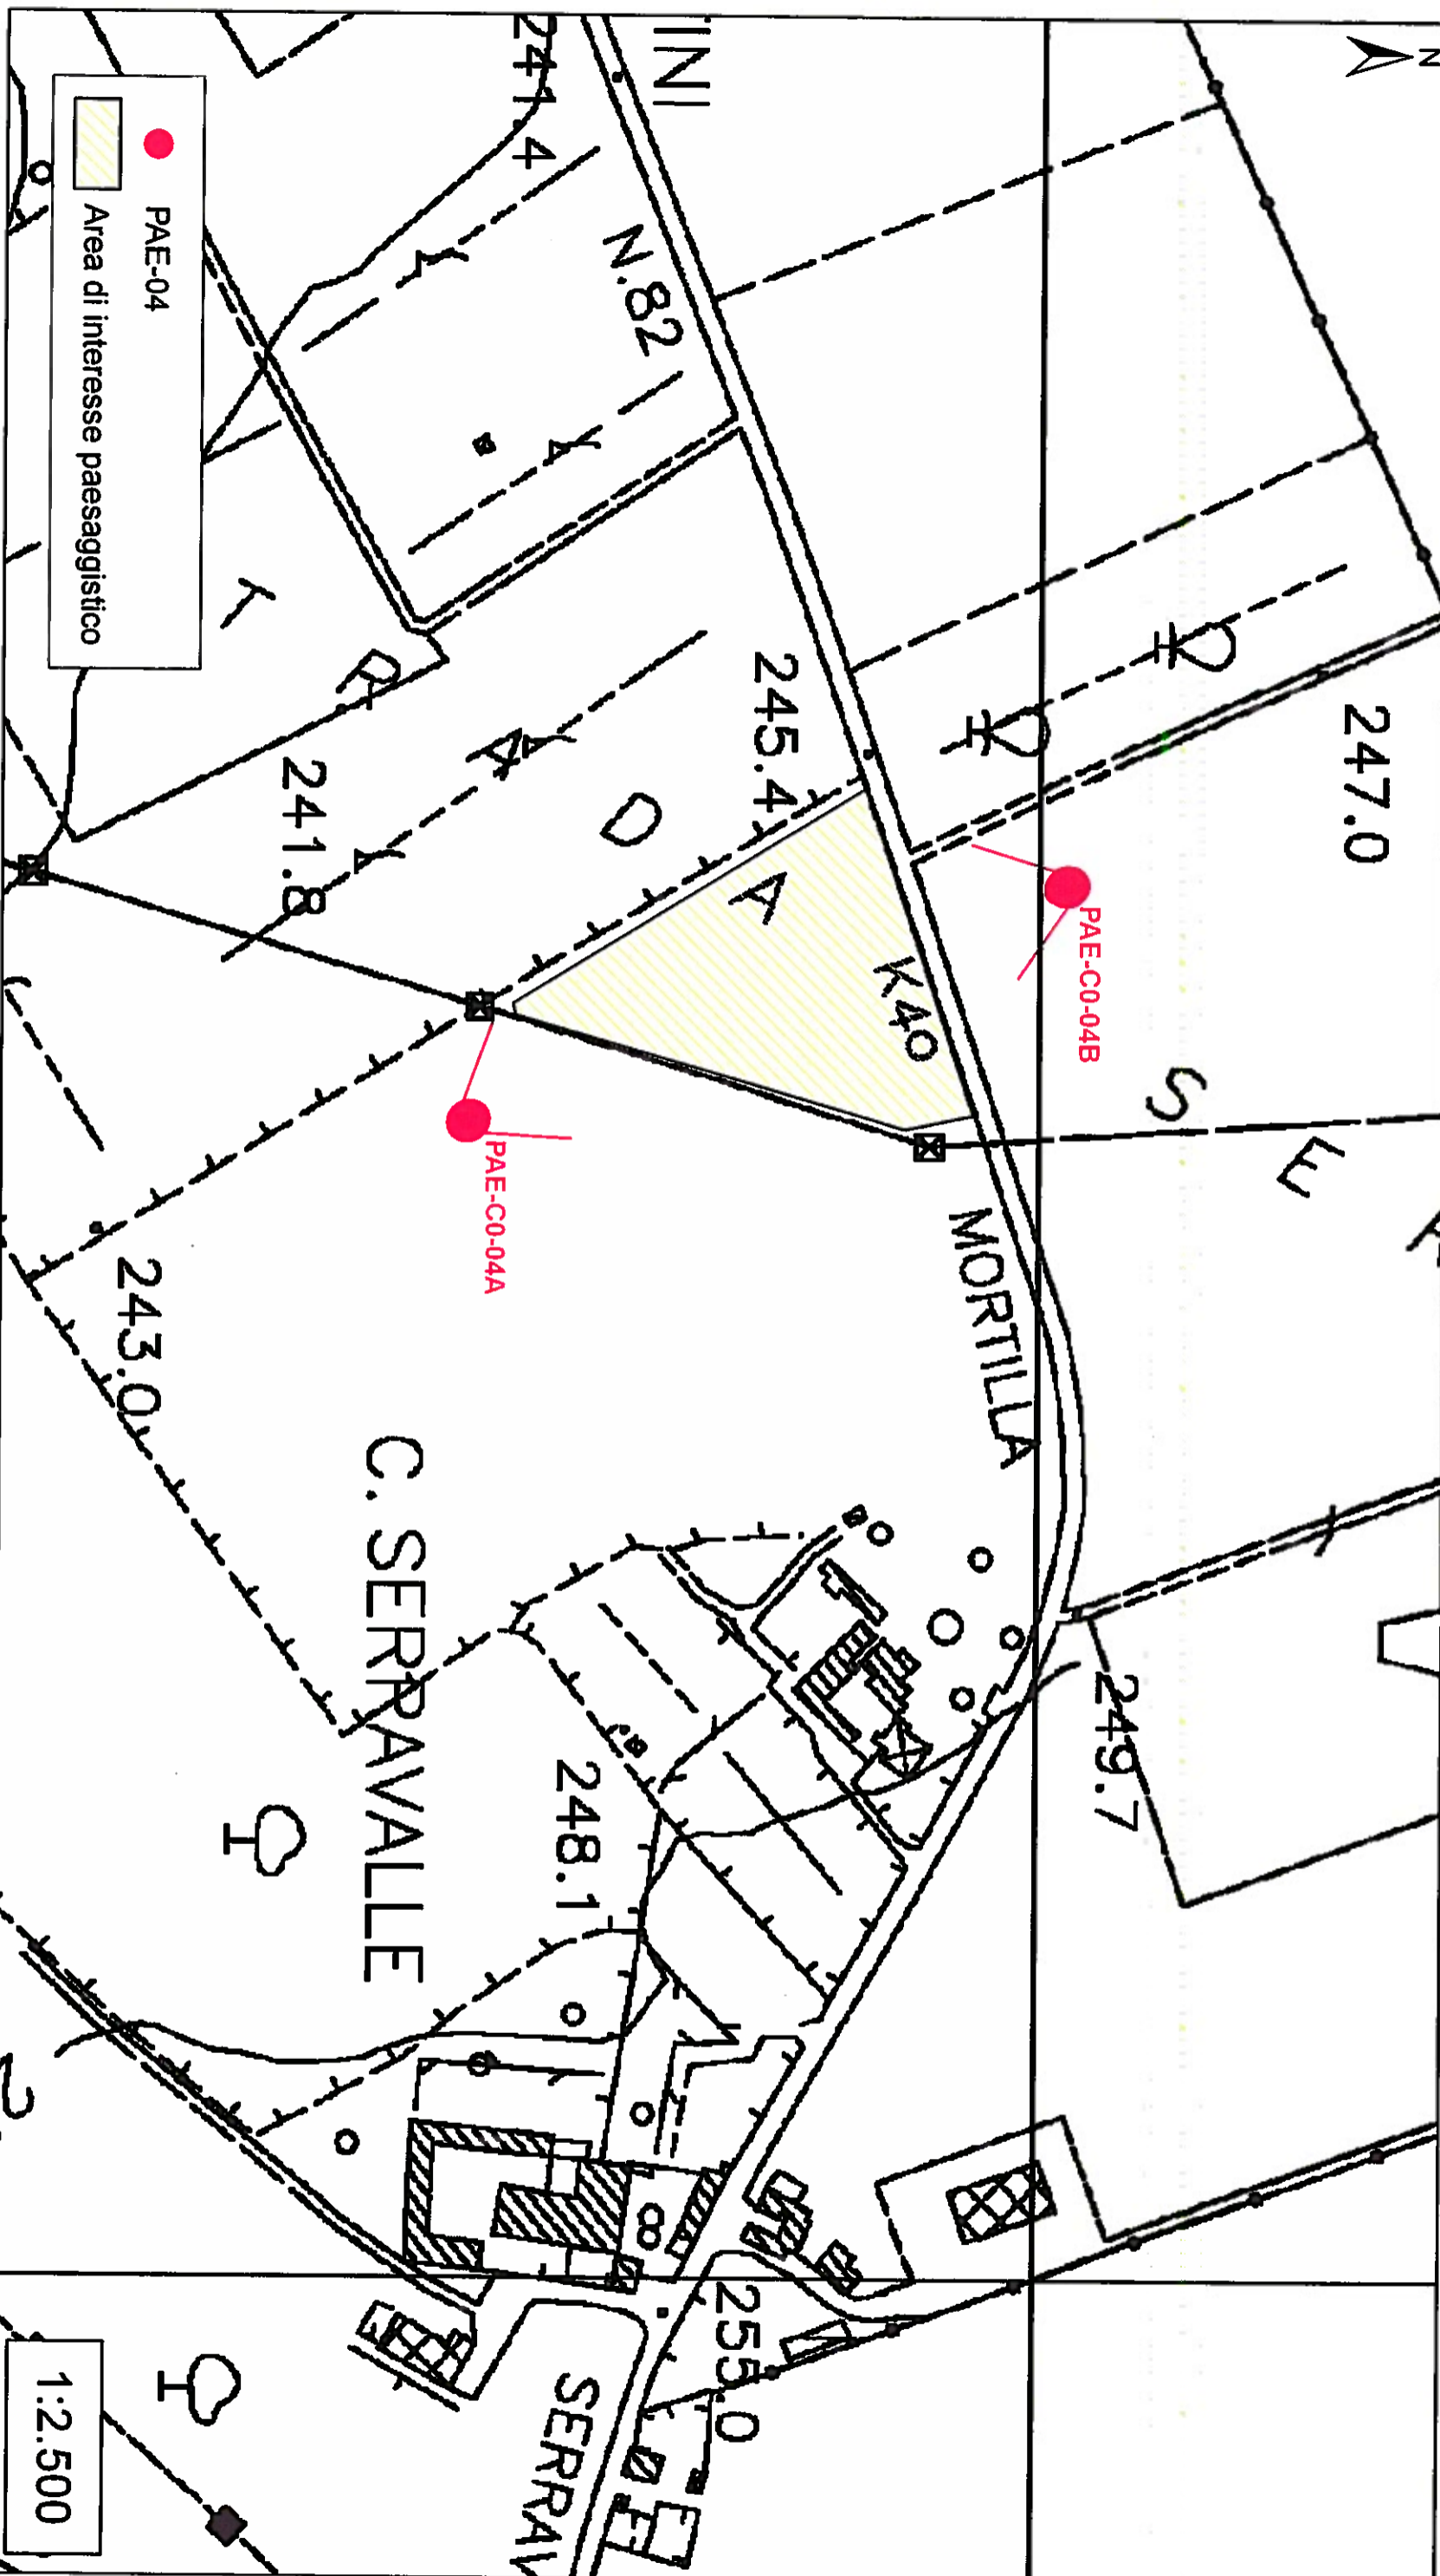 N
247.0
PAE-C0-04B
S
E
249.7
TINI
N.82
245.4
K40
MORTILLA
255.0
241.4
A
D
A
R
T
241.8
PAE-C0-04A
248.1
SERRAV
C. SERRAVALLE
243.0
PAE-04
Area di interesse paesaggistico
1:2.500